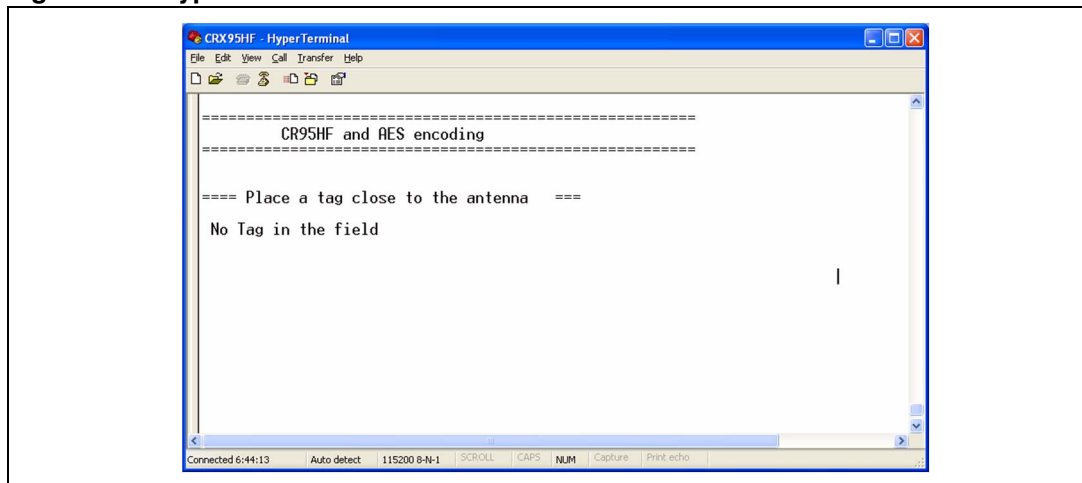 CRX95HF - HyperTerminal
File Edit View Call Transfer Help
========================================================
CR95HF and AES encoding
========================================================
==== Place a tag close to the antenna ===
No Tag in the field
Connected 6:44:13 Auto detect 115200 8-N-1 SCROLL CAPS NUM Capture Print echo